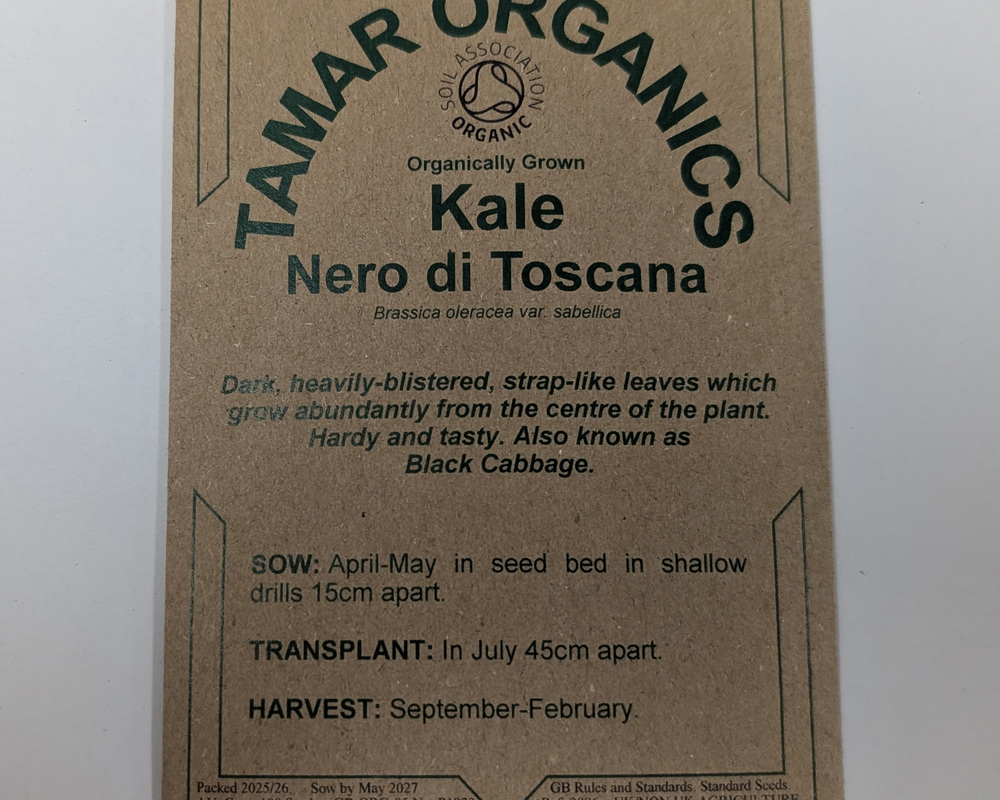 TAMAR ORGANICS
SOIL ASSOCIATION
ORGANIC
Organically Grown
Kale
Nero di Toscana
Brassica oleracea var. sabellica
Dark, heavily-blistered, strap-like leaves which
grow abundantly from the centre of the plant.
Hardy and tasty. Also known as
Black Cabbage.
SOW: April-May in seed bed in shallow
drills 15cm apart.
TRANSPLANT: In July 45cm apart.
HARVEST: September-February.
Packed 2025/26. Sow by May 2027
GB Rules and Standards. Standard Seeds.